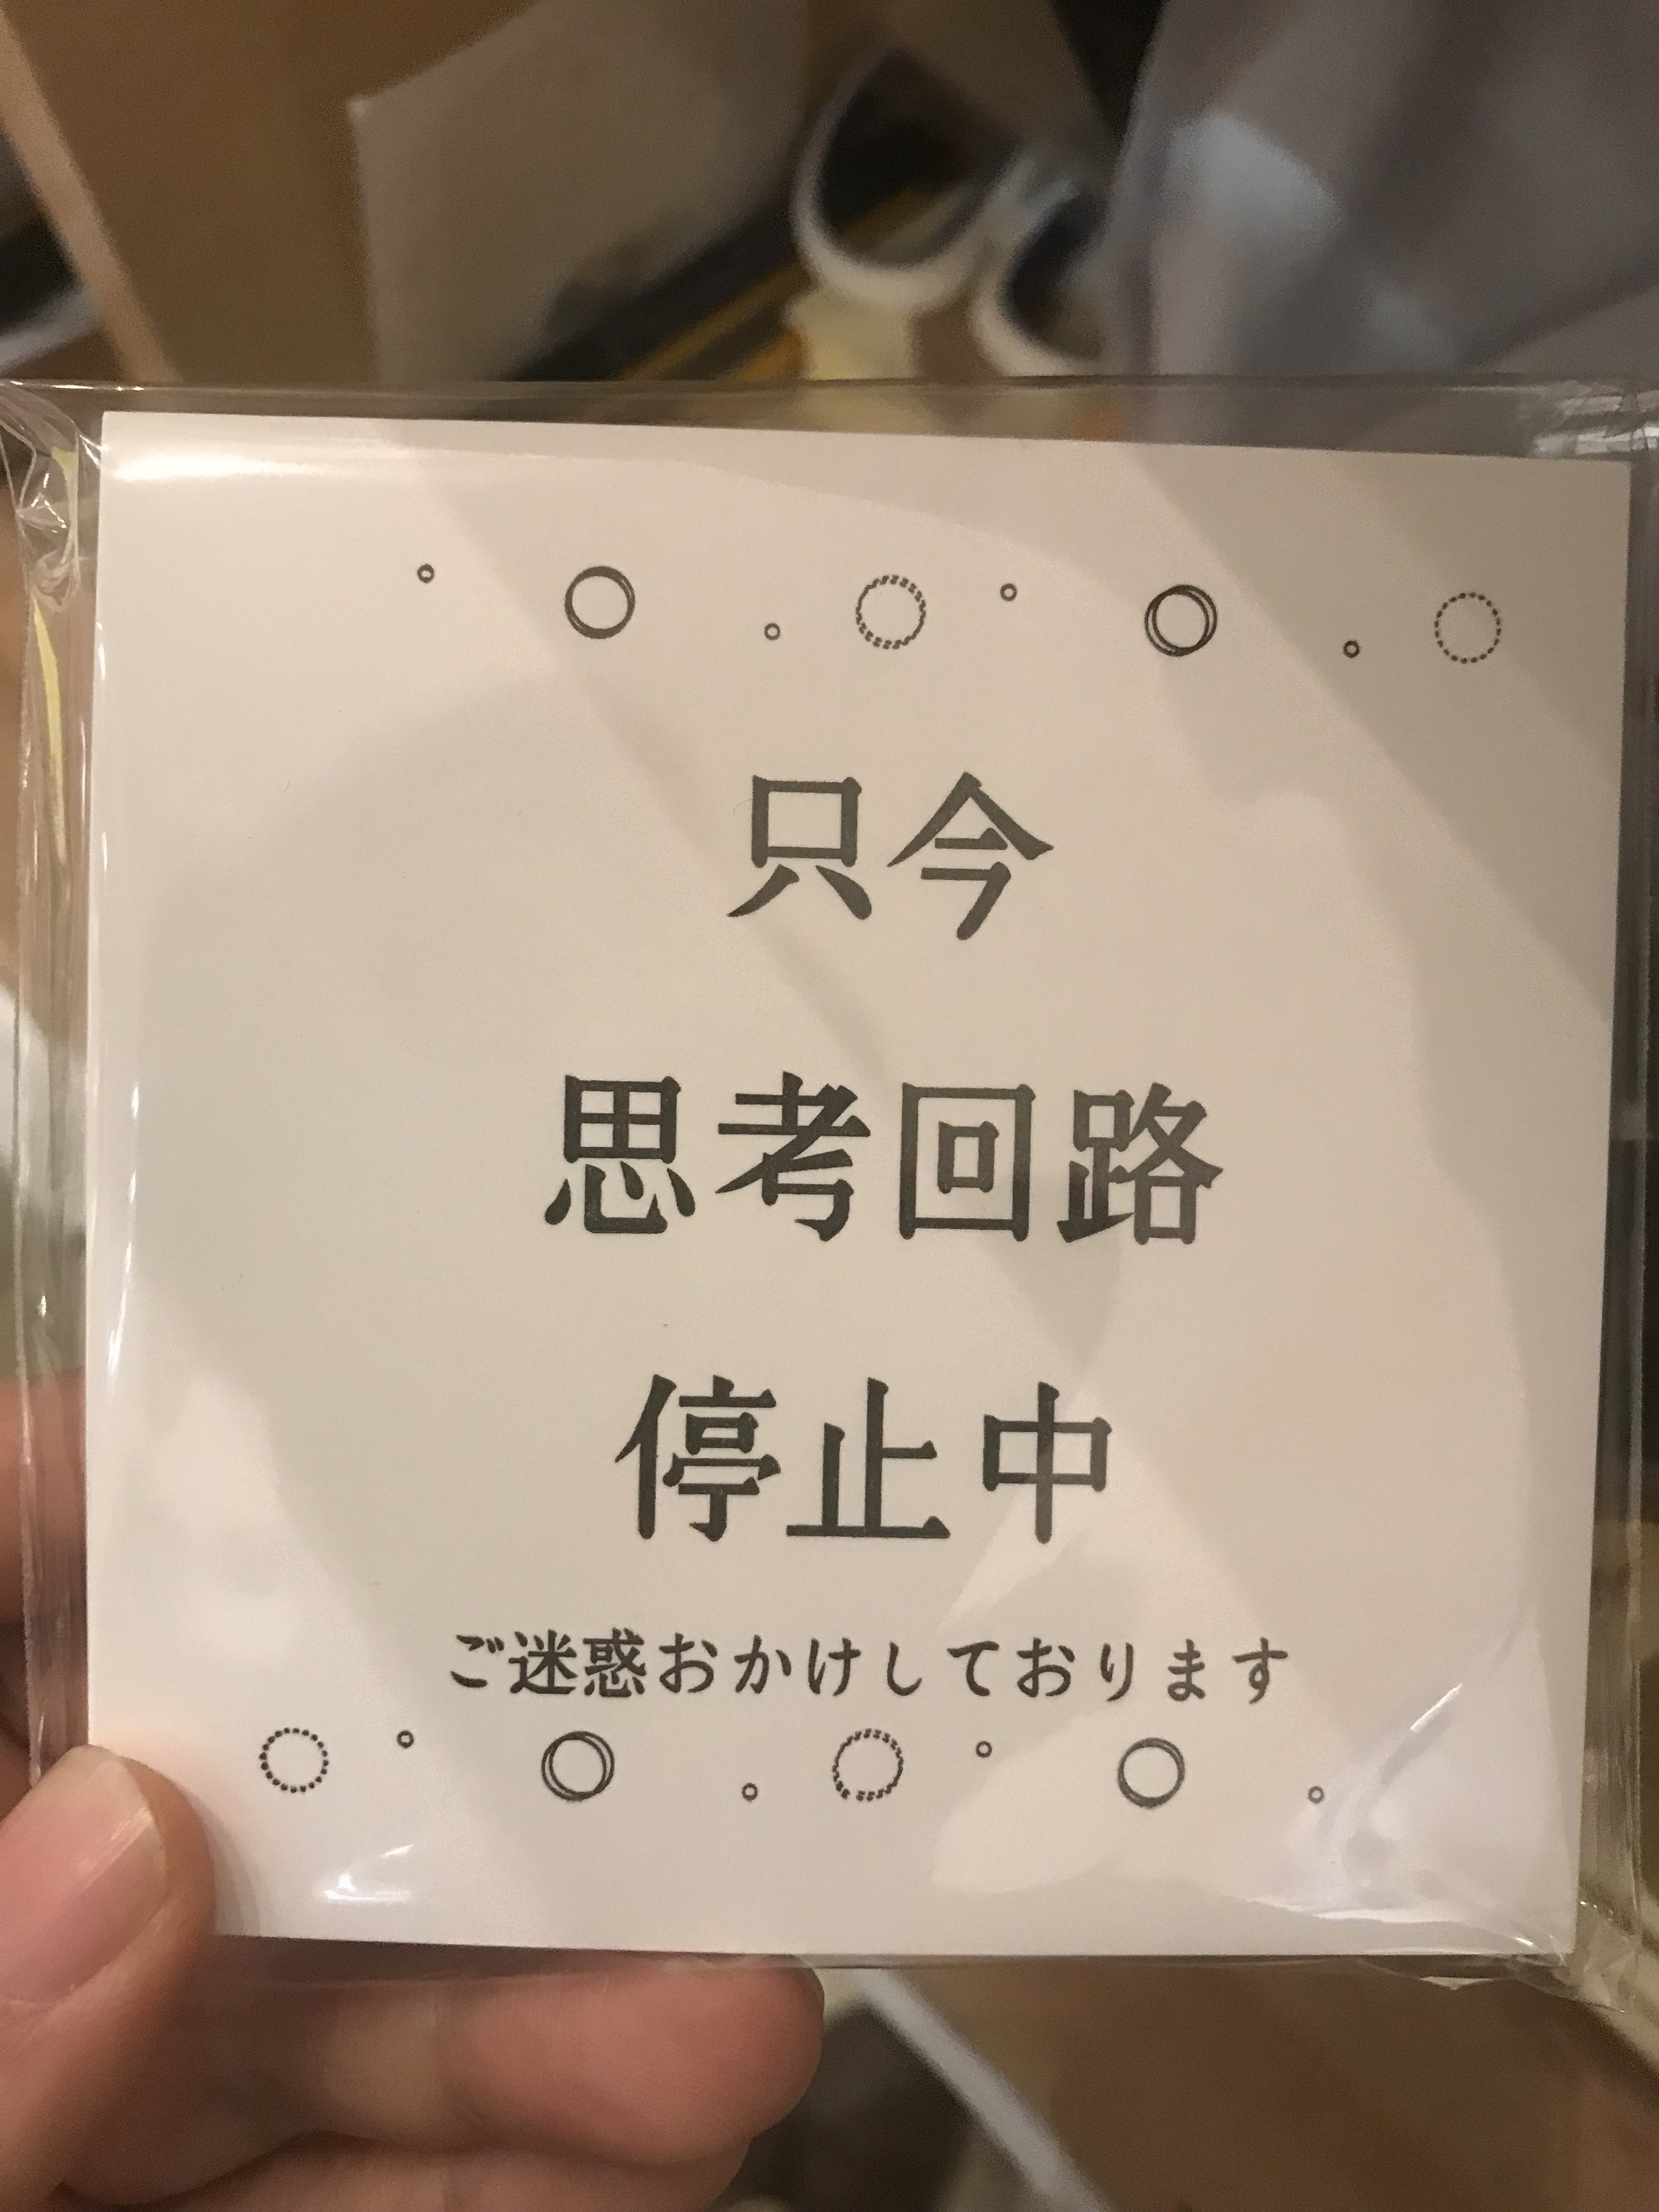 只今
思考回路
停止中
ご迷惑おかけしております